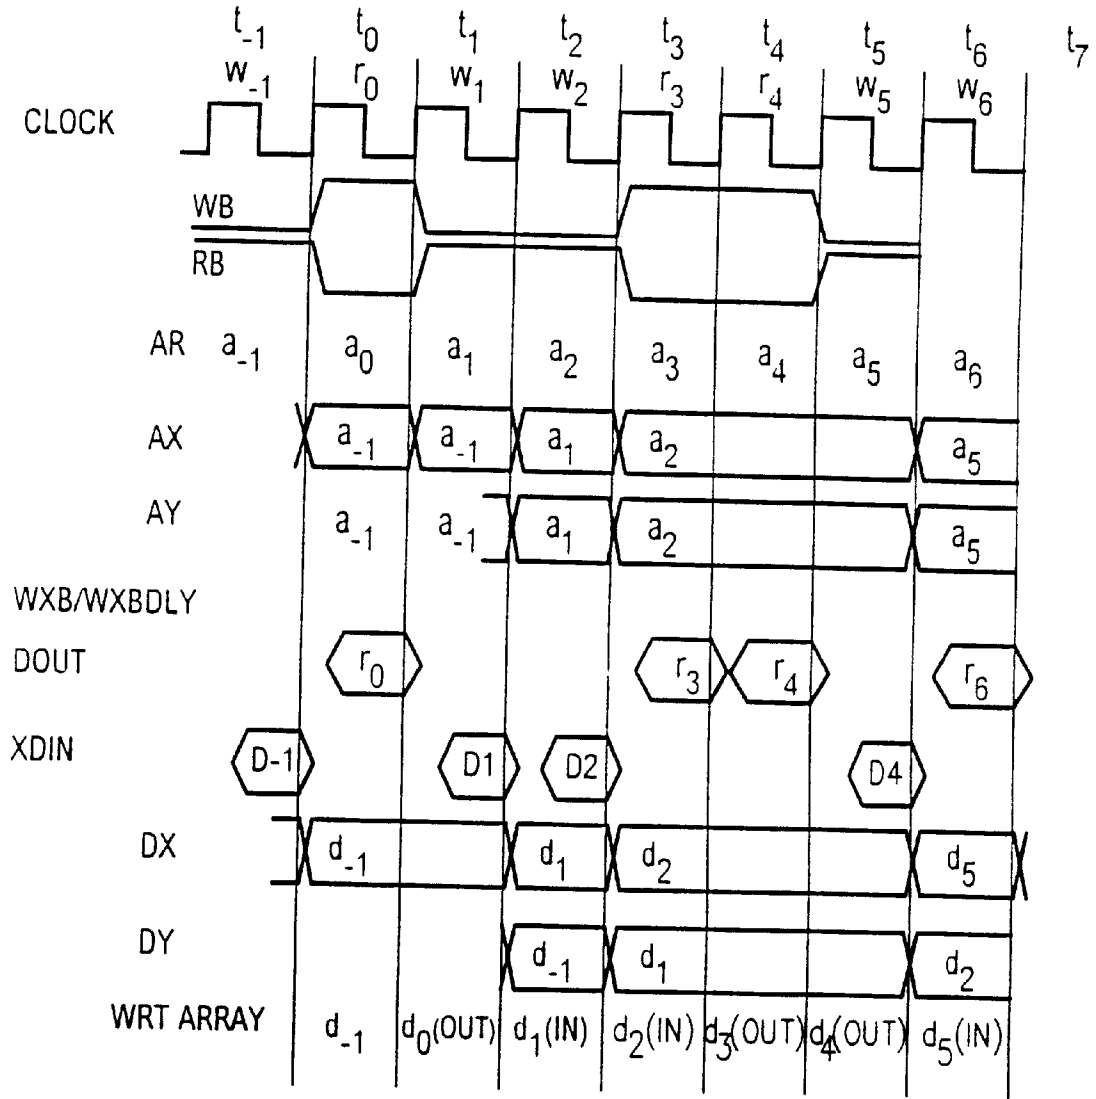 t-1 t0 t1 t2 t3 t4 t5 t6 t7
w-1 r0 w1 w2 r3 r4 w5 w6
CLOCK
WB
RB
AR a-1 a0 a1 a2 a3 a4 a5 a6
AX a-1 a-1 a1 a2 a5
AY a-1 a-1 a1 a2 a5
WXB/WXBDLY
DOUT r0 r3 r4 r6
XDIN D-1 D1 D2 D4
DX d-1 d1 d2 d5
DY d-1 d1 d2
WRT ARRAY d-1 d0(OUT) d1(IN) d2(IN) d3(OUT) d4(OUT) d5(IN)